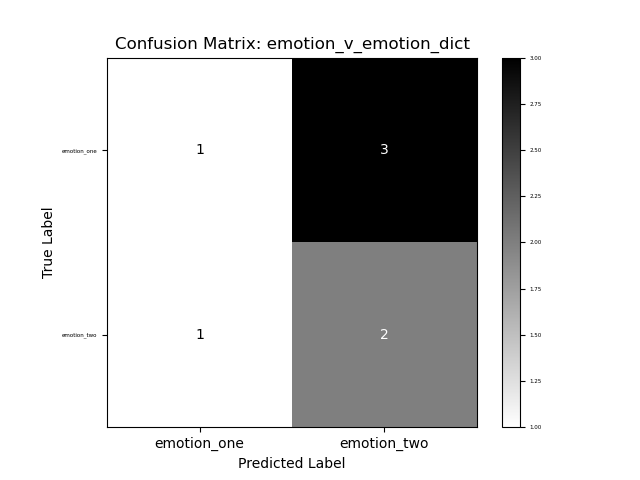 Confusion Matrix: emotion_v_emotion_dict
True Label
emotion_one
1
3
emotion_two
1
2
emotion_one
emotion_two
Predicted Label
3.00
2.75
2.50
2.25
2.00
1.75
1.50
1.25
1.00